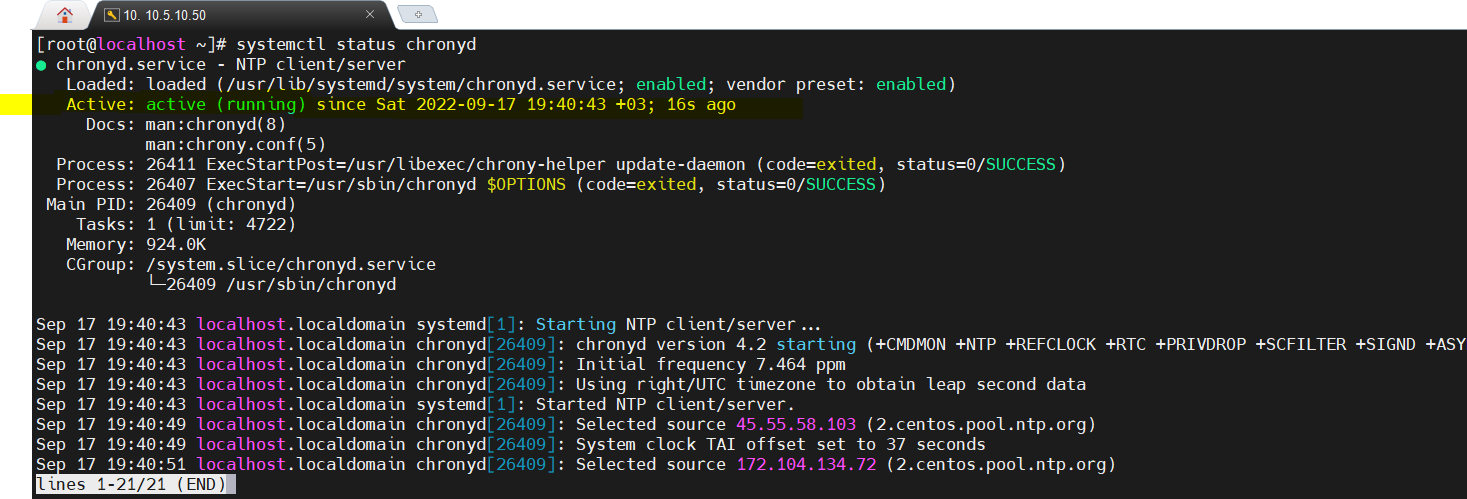 10. 10.5.10.50
[root@localhost ~]# systemctl status chronyd
● chronyd.service - NTP client/server
   Loaded: loaded (/usr/lib/systemd/system/chronyd.service; enabled; vendor preset: enabled)
   Active: active (running) since Sat 2022-09-17 19:40:43 +03; 16s ago
     Docs: man:chronyd(8)
           man:chrony.conf(5)
  Process: 26411 ExecStartPost=/usr/libexec/chrony-helper update-daemon (code=exited, status=0/SUCCESS)
  Process: 26407 ExecStart=/usr/sbin/chronyd $OPTIONS (code=exited, status=0/SUCCESS)
 Main PID: 26409 (chronyd)
    Tasks: 1 (limit: 4722)
   Memory: 924.0K
   CGroup: /system.slice/chronyd.service
           └─26409 /usr/sbin/chronyd
Sep 17 19:40:43 localhost.localdomain systemd[1]: Starting NTP client/server...
Sep 17 19:40:43 localhost.localdomain chronyd[26409]: chronyd version 4.2 starting (+CMDMON +NTP +REFCLOCK +RTC +PRIVDROP +SCFILTER +SIGND +ASY
Sep 17 19:40:43 localhost.localdomain chronyd[26409]: Initial frequency 7.464 ppm
Sep 17 19:40:43 localhost.localdomain chronyd[26409]: Using right/UTC timezone to obtain leap second data
Sep 17 19:40:43 localhost.localdomain systemd[1]: Started NTP client/server.
Sep 17 19:40:49 localhost.localdomain chronyd[26409]: Selected source 45.55.58.103 (2.centos.pool.ntp.org)
Sep 17 19:40:49 localhost.localdomain chronyd[26409]: System clock TAI offset set to 37 seconds
Sep 17 19:40:51 localhost.localdomain chronyd[26409]: Selected source 172.104.134.72 (2.centos.pool.ntp.org)
lines 1-21/21 (END)